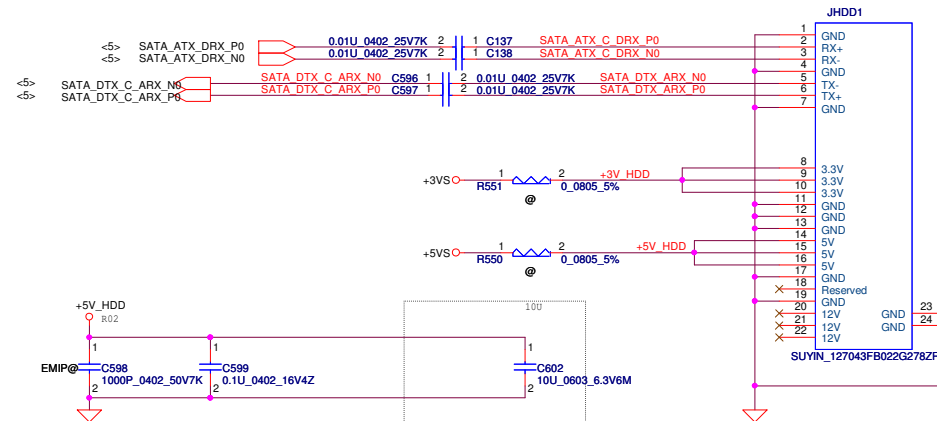 JHDD1
<5> SATA_ATX_DRX_P0 0.01U_0402_25V7K 2 1 C137 SATA_ATX_C_DRX_P0
<5> SATA_ATX_DRX_N0 0.01U_0402_25V7K 2 1 C138 SATA_ATX_C_DRX_N0
<5> SATA_DTX_C_ARX_N0 SATA_DTX_C_ARX_N0 C596 1 2 0.01U_0402_25V7K SATA_DTX_ARX_N0
<5> SATA_DTX_C_ARX_P0 SATA_DTX_C_ARX_P0 C597 1 2 0.01U_0402_25V7K SATA_DTX_ARX_P0
1 GND
2 RX+
3 RX-
4 GND
5 TX-
6 TX+
7 GND
+3VS 1 2 +3V_HDD
R551 0_0805_5%
@
8 3.3V
9 3.3V
10 3.3V
11 GND
12 GND
13 GND
14 5V
15 5V
16 5V
17 GND
18 Reserved
19 GND
20 12V
21 12V
22 12V
GND 23
GND 24
SUYIN_127043FB022G278ZR
+5VS 1 2 +5V_HDD
R550 0_0805_5%
@
+5V_HDD
R02
10U
1 1 1
EMIP@ C598 C599 C602
1000P_0402_50V7K 0.1U_0402_16V4Z 10U_0603_6.3V6M
2 2 2